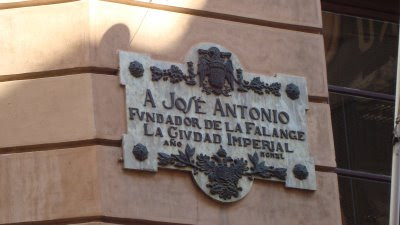 A JOSÉ ANTONIO
FVNDADOR DE LA FALANGE
LA CIVDAD IMPERIAL
AÑO